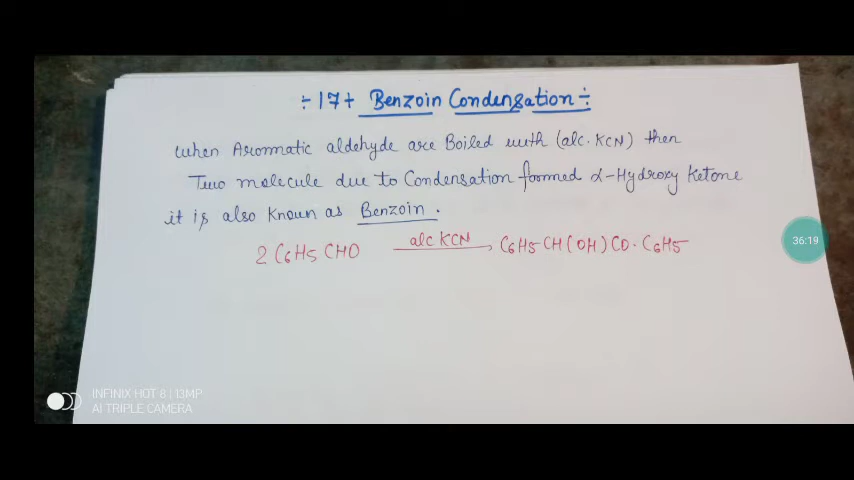 ÷ 17 + Benzoin Condensation ÷
when Aromatic aldehyde are Boiled with (alc. KCN) then
Two molecule due to Condensation formed α-Hydroxy Ketone
it is also known as Benzoin.
2 C6H5 CHO alc KCN → C6H5 CH(OH) CO. C6H5
36:19
INFINIX HOT 8 | 13MP
AI TRIPLE CAMERA